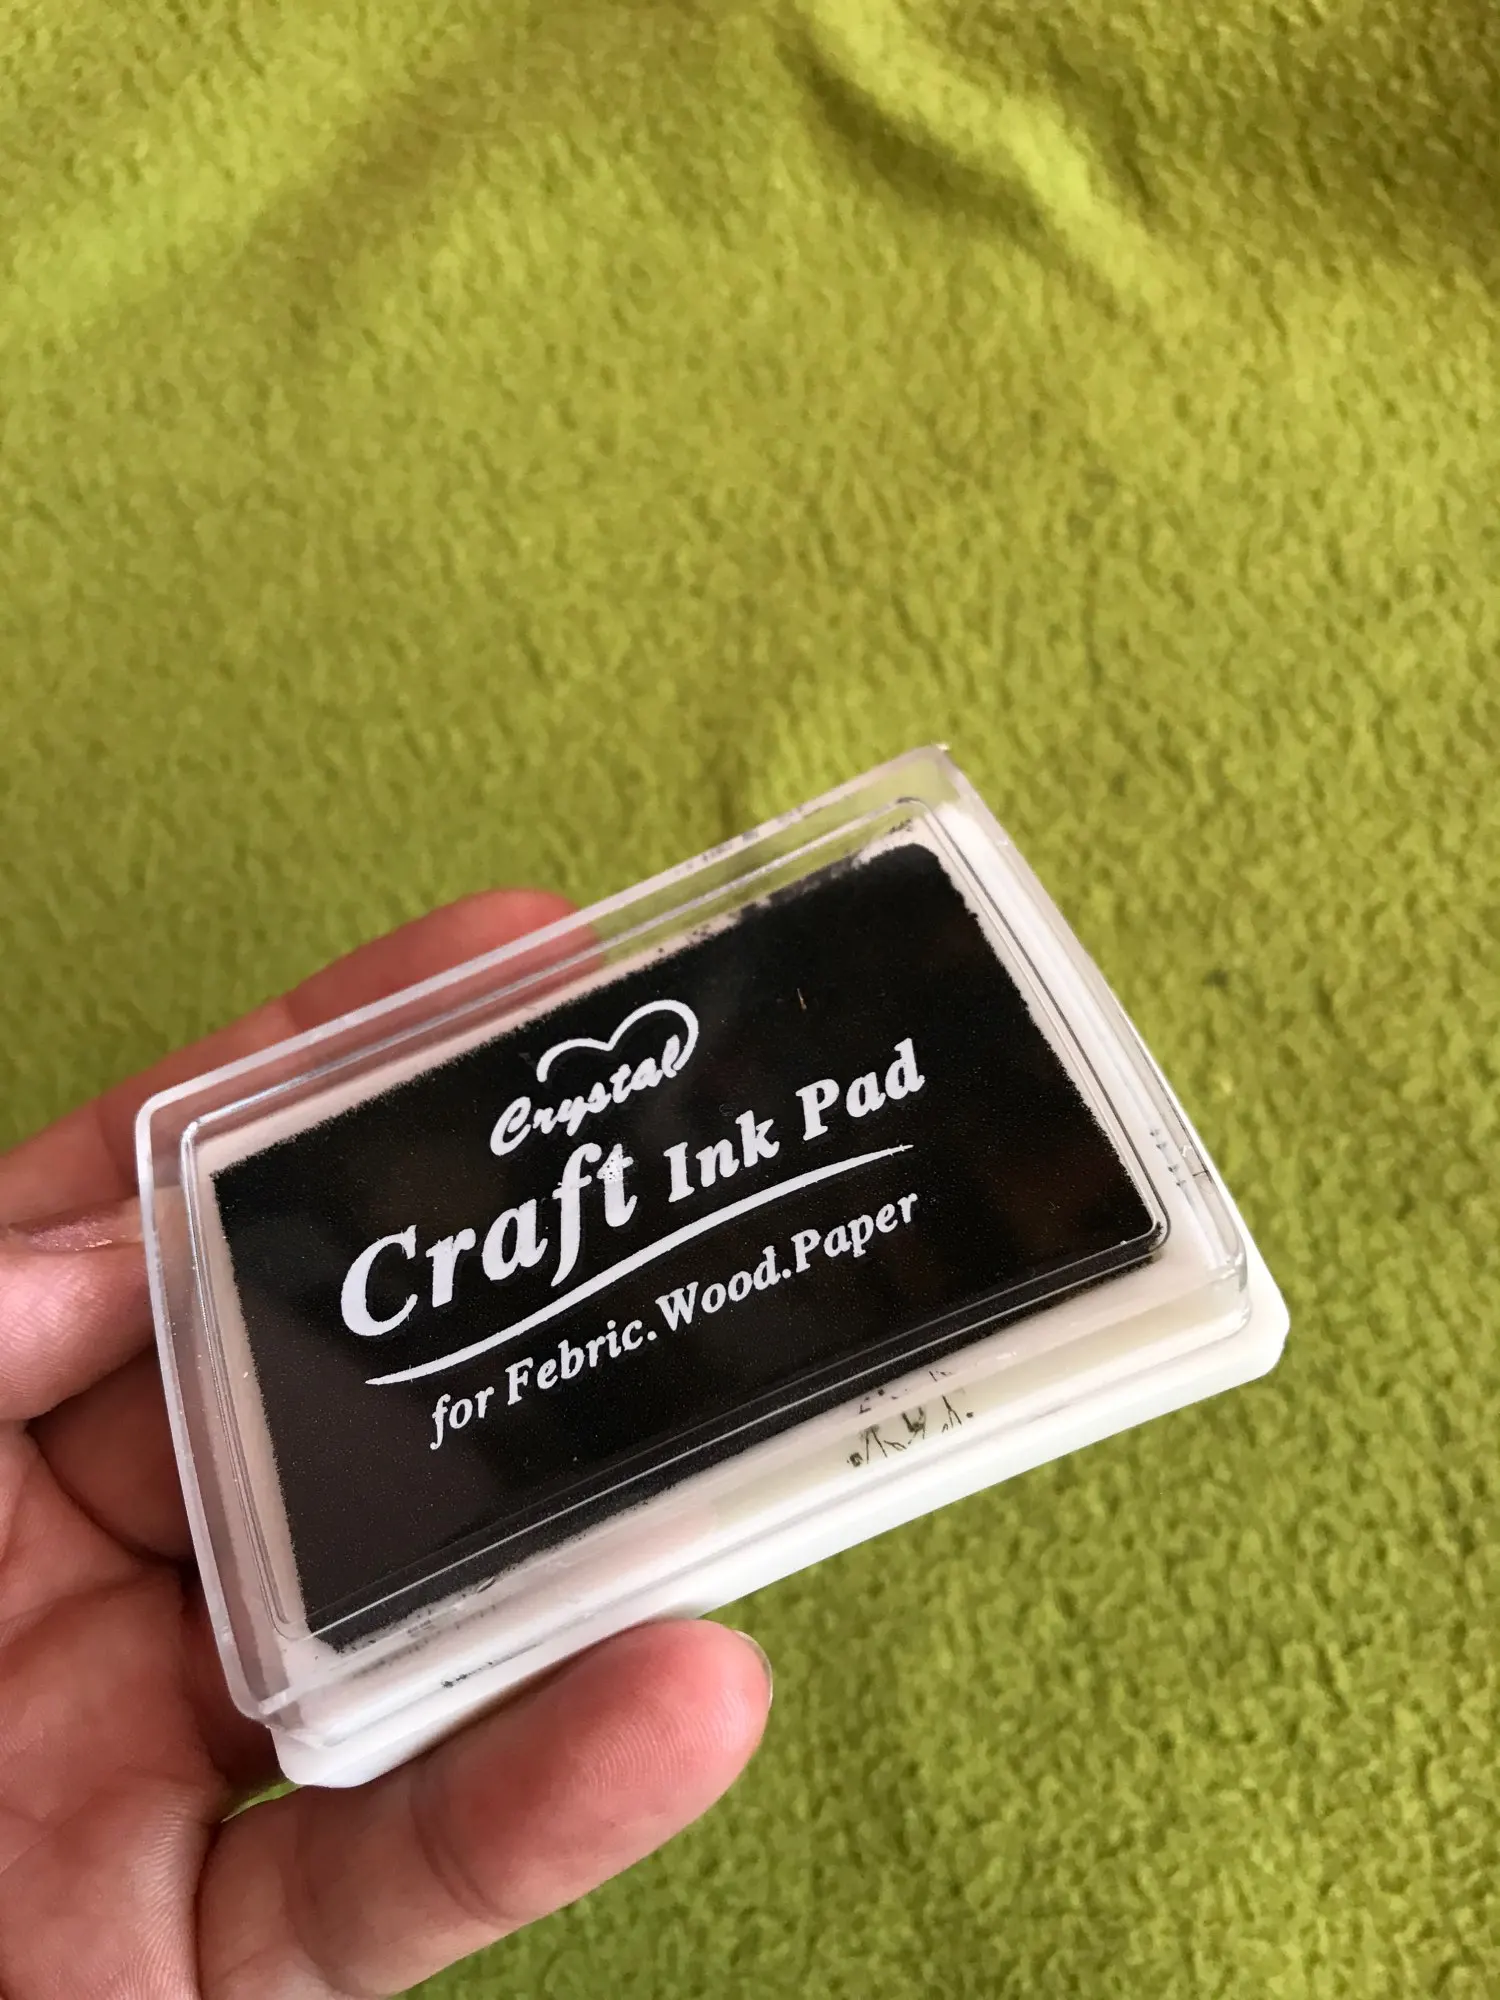 Crystal
Craft Ink Pad
for Febric.Wood.Paper